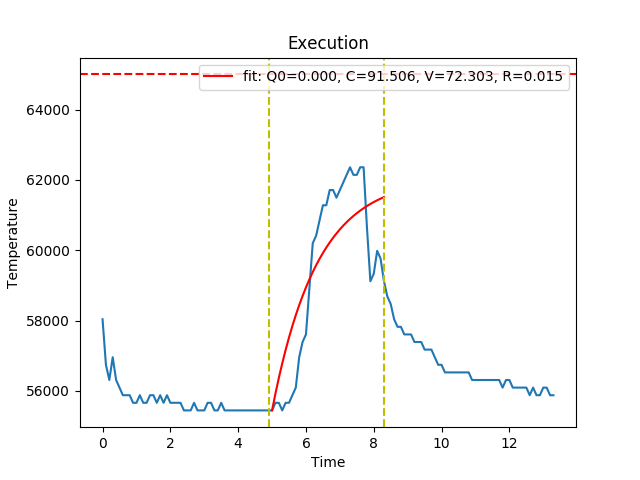 Execution
fit: Q0=0.000, C=91.506, V=72.303, R=0.015
Temperature
64000
62000
60000
58000
56000
0 2 4 6 8 10 12
Time